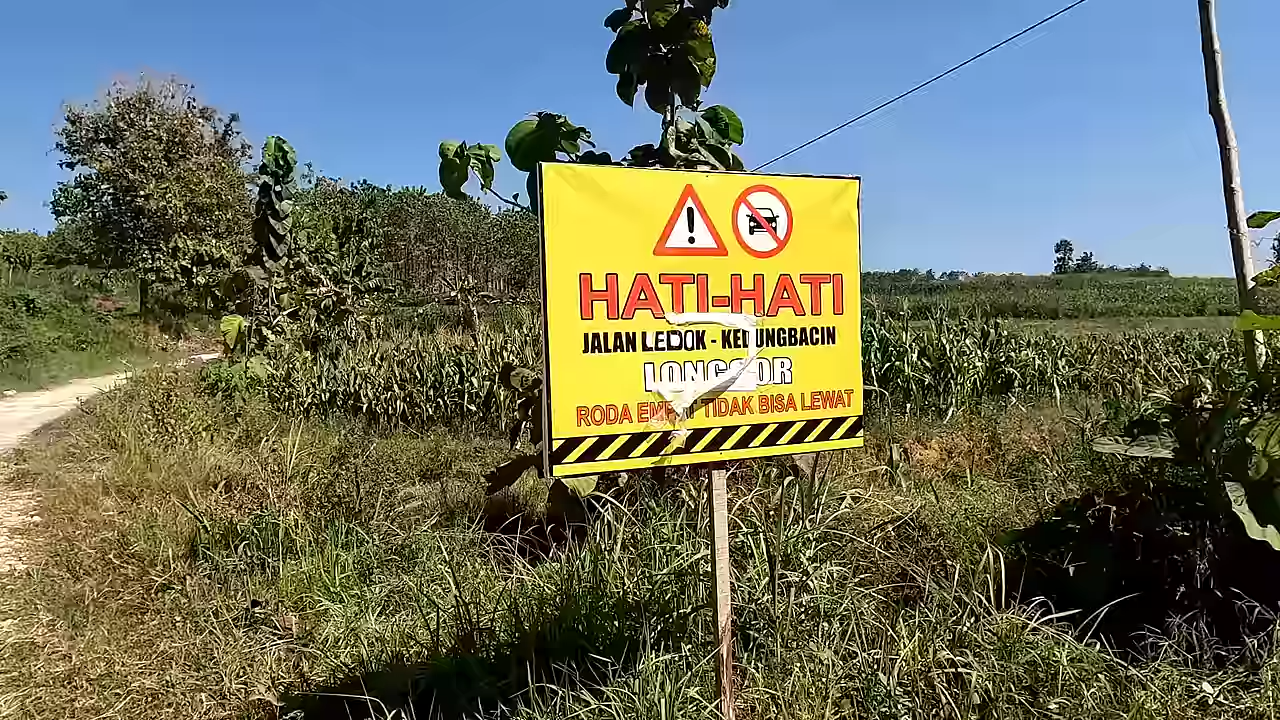 HATI-HATI
JALAN LEDOK - KEDUNGBACIN
LONGSOR
RODA EMPAT TIDAK BISA LEWAT